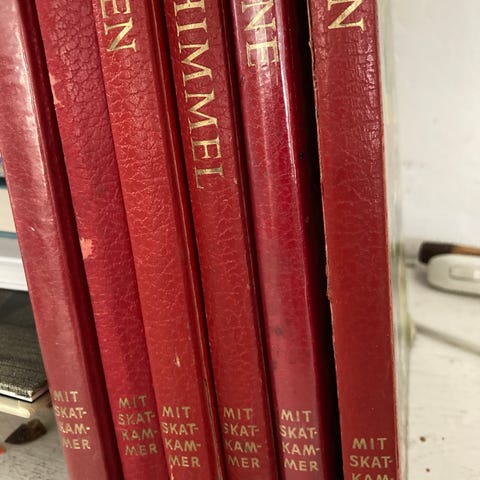 MIT
SKAT-
KAM-
MER
EN
MIT
SKAT-
KAM-
MER
MIT
SKAT-
KAM-
MER
HIMMEL
MIT
SKAT-
KAM-
MER
NE
MIT
SKAT-
KAM-
MER
N
MIT
SKAT-
KAM-